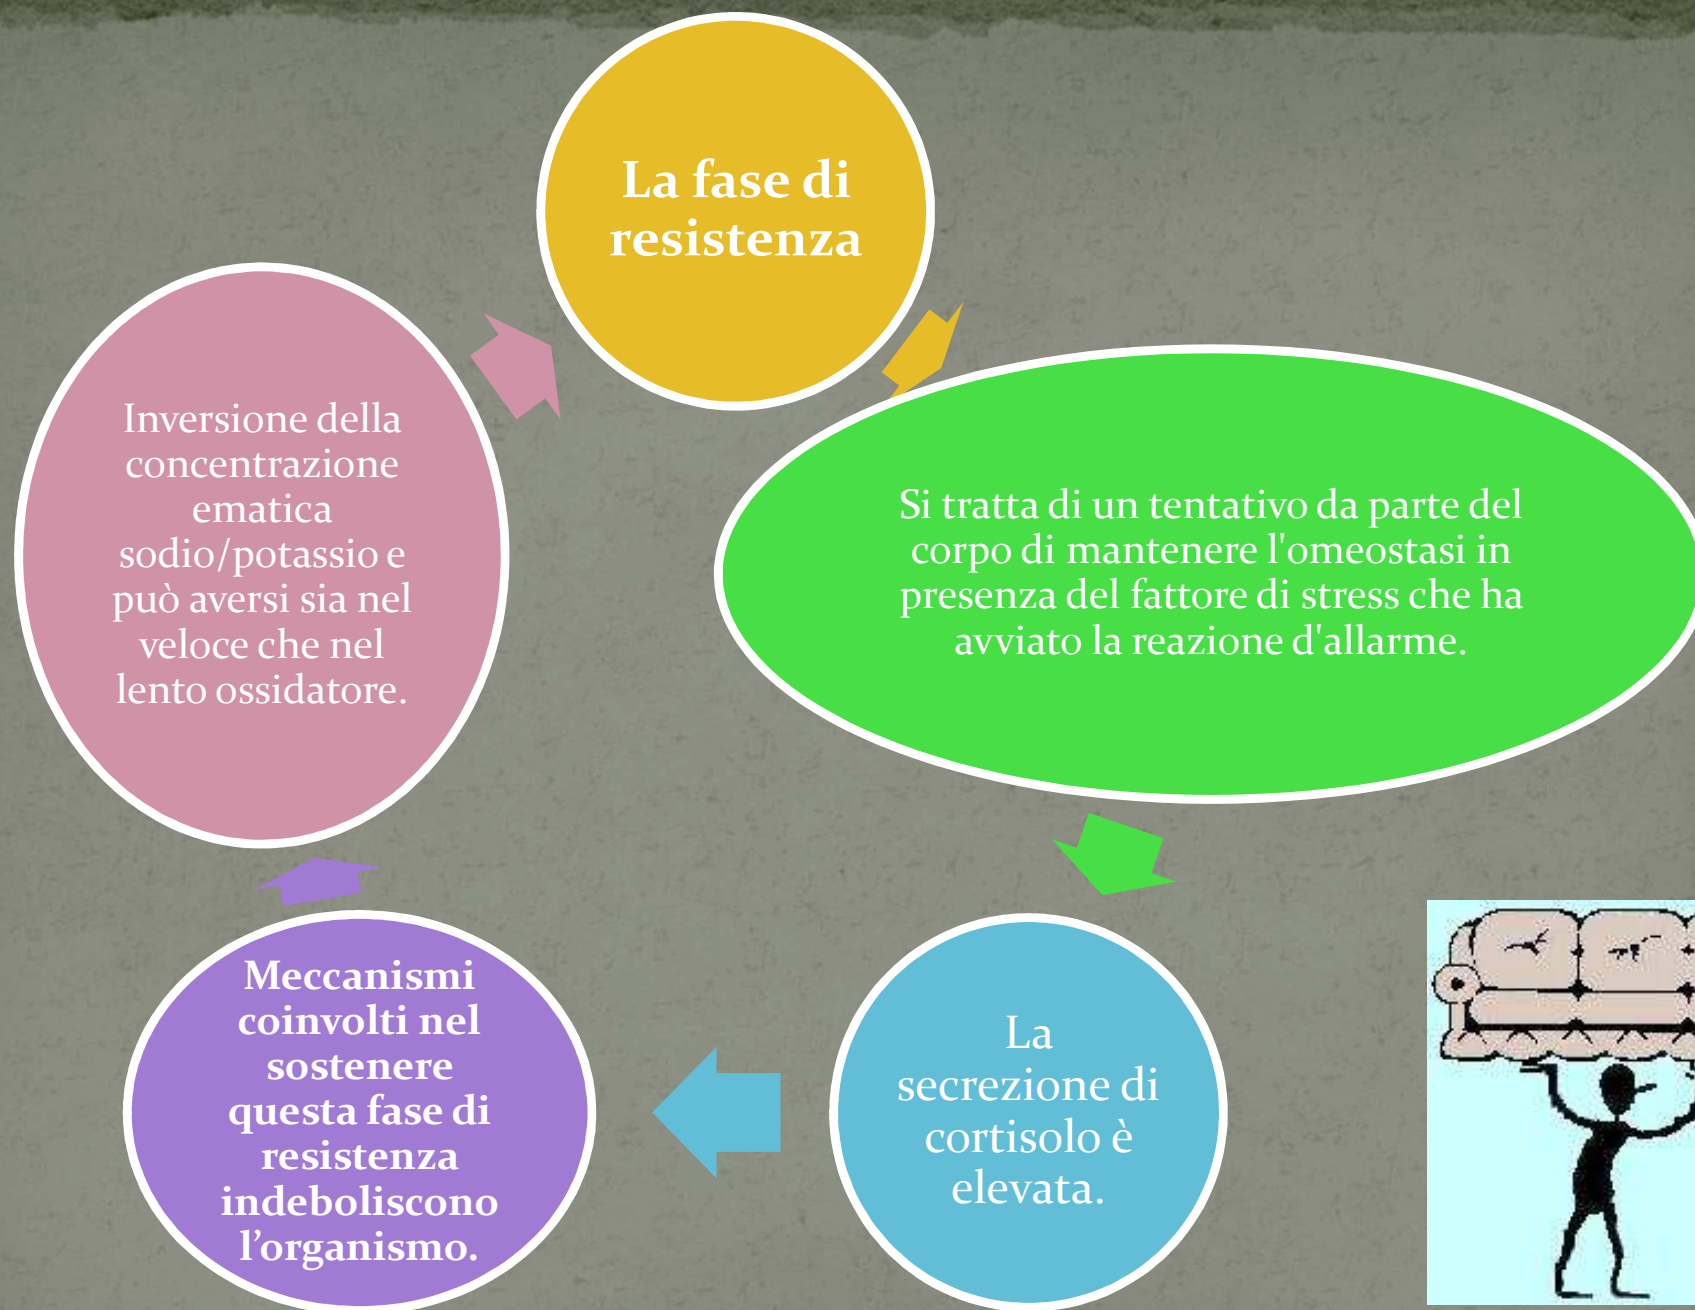 La fase di
resistenza
Si tratta di un tentativo da parte del
corpo di mantenere l'omeostasi in
presenza del fattore di stress che ha
avviato la reazione d'allarme.
La
secrezione di
cortisolo è
elevata.
Meccanismi
coinvolti nel
sostenere
questa fase di
resistenza
indeboliscono
l’organismo.
Inversione della
concentrazione
ematica
sodio/potassio e
può aversi sia nel
veloce che nel
lento ossidatore.